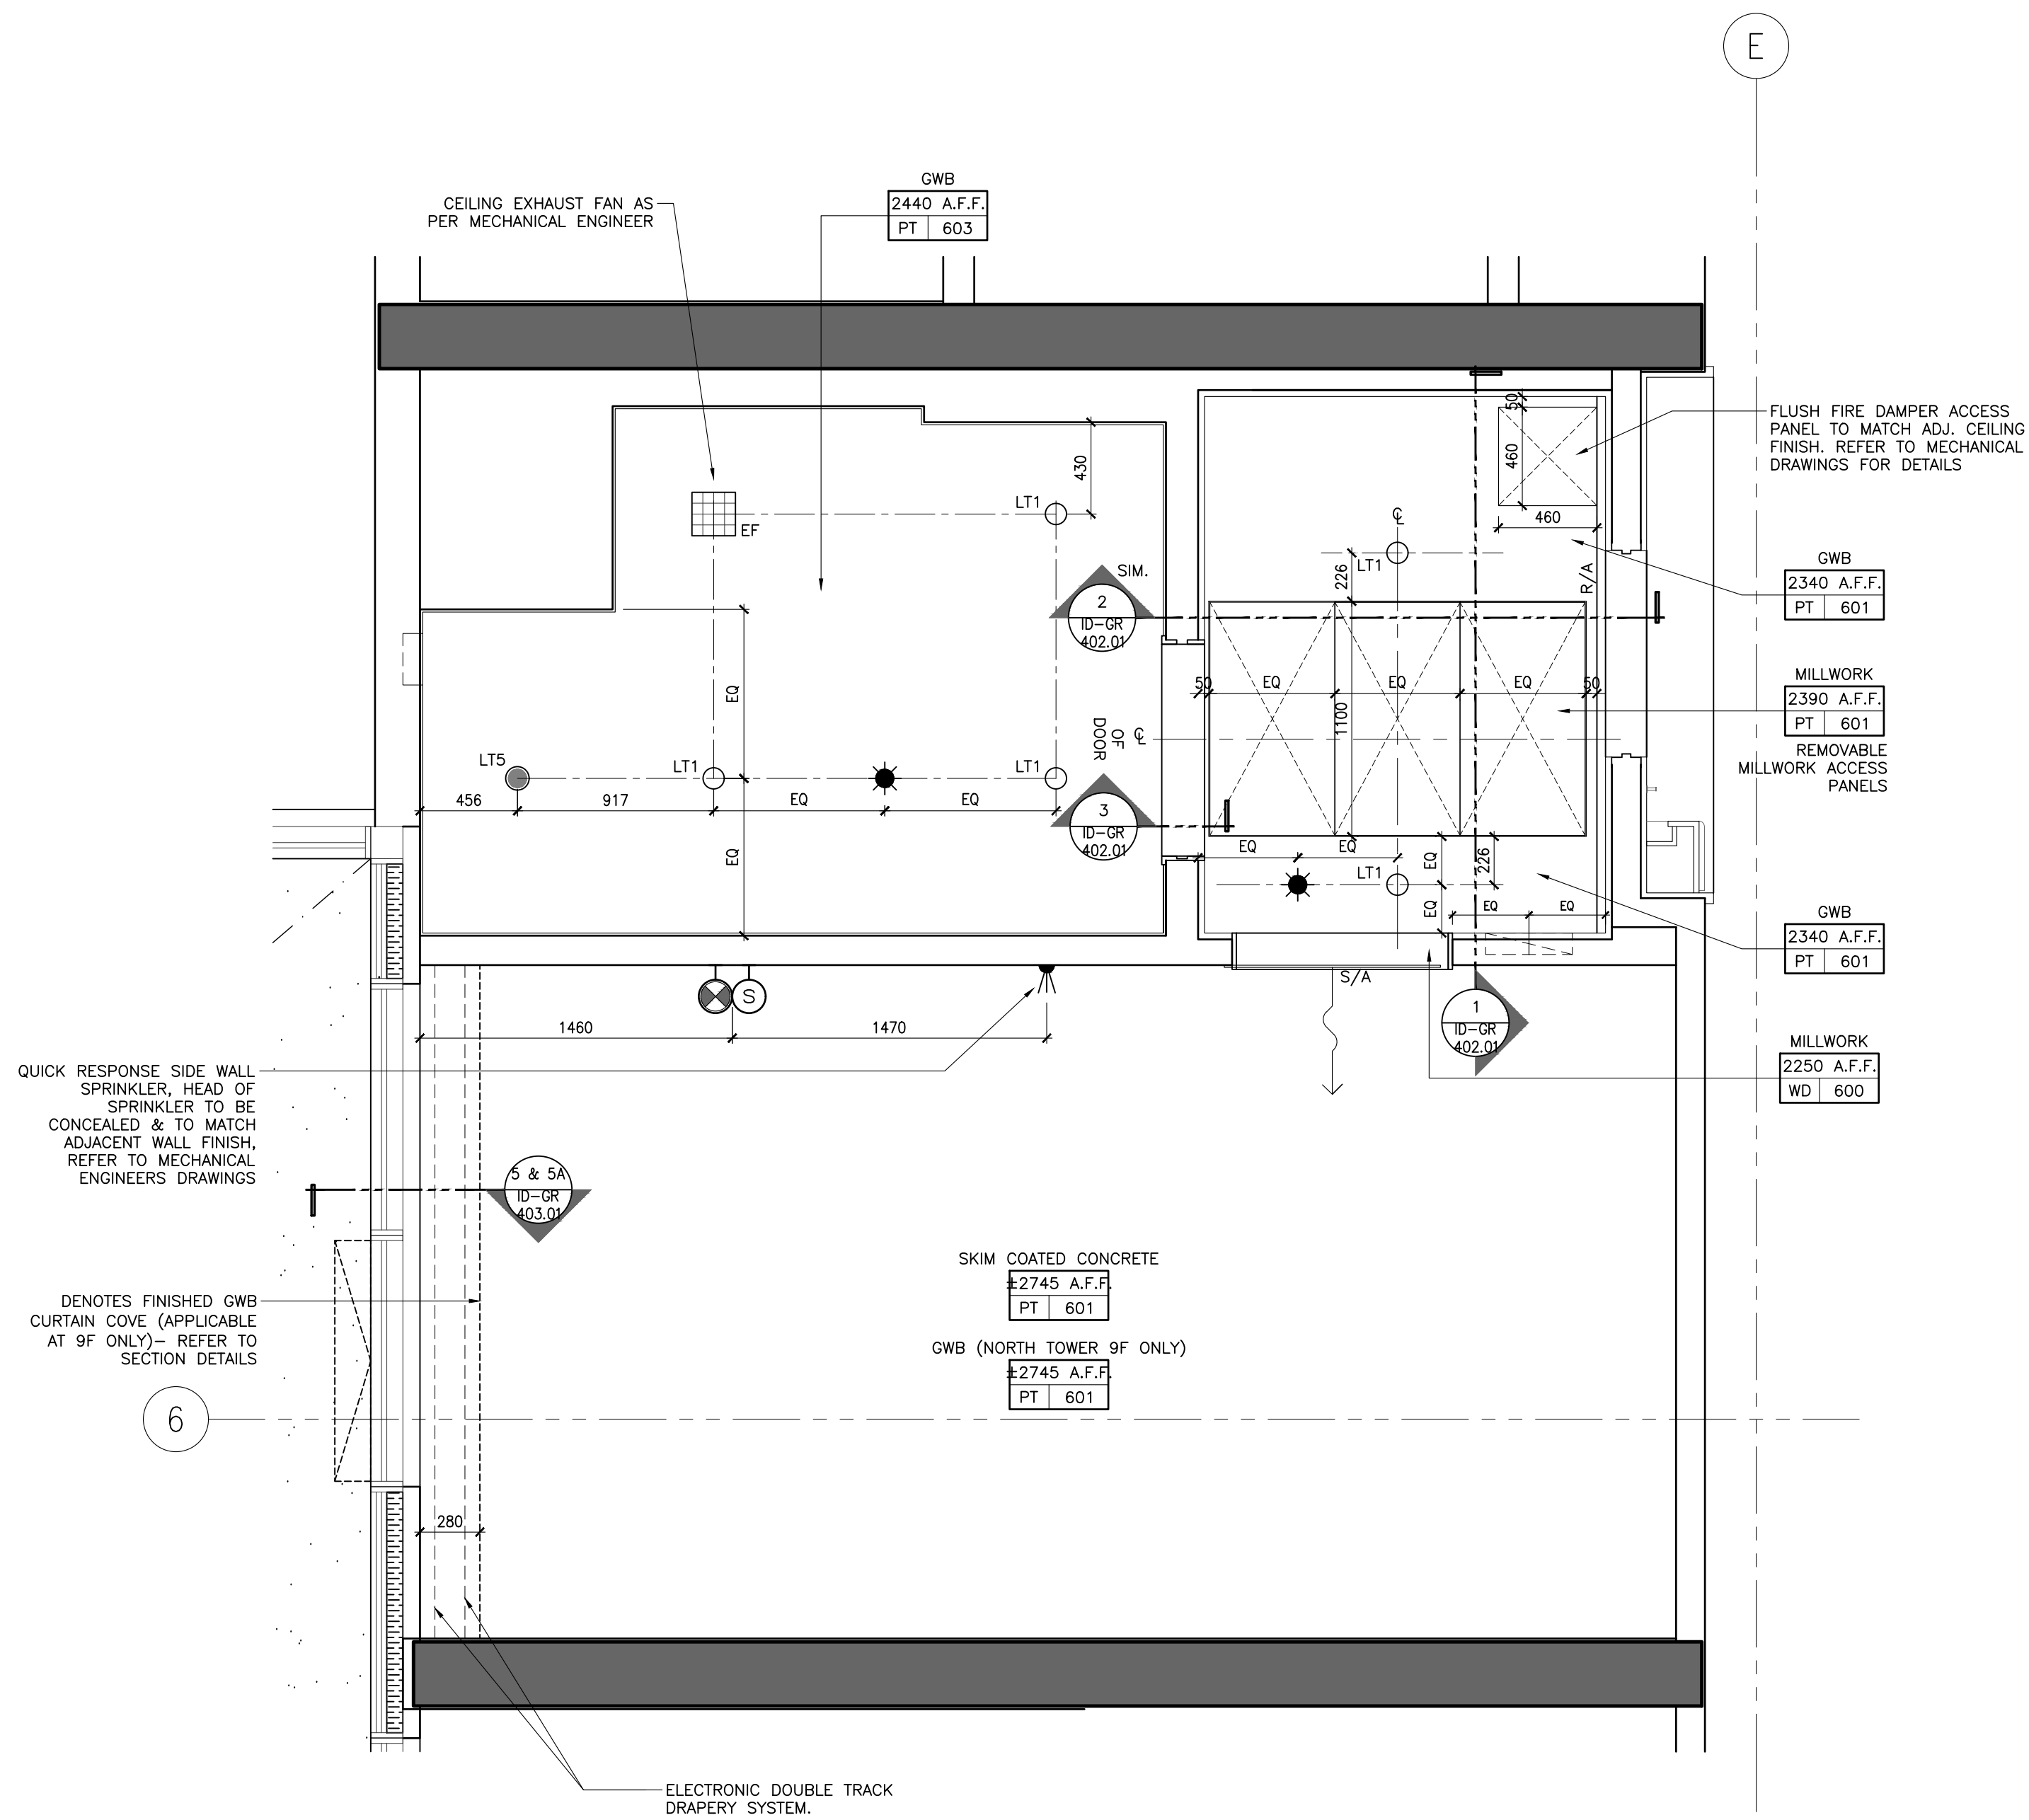 E
GWB
2440 A.F.F.
PT 603
CEILING EXHAUST FAN AS
PER MECHANICAL ENGINEER
FLUSH FIRE DAMPER ACCESS
PANEL TO MATCH ADJ. CEILING
FINISH. REFER TO MECHANICAL
DRAWINGS FOR DETAILS
50
460
460
430
LT1
EF
℄
LT1
226
R/A
GWB
2340 A.F.F.
PT 601
SIM.
2
ID-GR
402.01
50
EQ
EQ
EQ
50
1100
MILLWORK
2390 A.F.F.
PT 601
REMOVABLE
MILLWORK ACCESS
PANELS
EQ
℄
OF
DOOR
LT5
LT1
LT1
456
917
EQ
EQ
3
ID-GR
402.01
EQ
EQ
EQ
EQ
226
LT1
EQ
EQ
EQ
GWB
2340 A.F.F.
PT 601
S
S/A
1460
1470
1
ID-GR
402.01
MILLWORK
2250 A.F.F.
WD 600
QUICK RESPONSE SIDE WALL
SPRINKLER, HEAD OF
SPRINKLER TO BE
CONCEALED & TO MATCH
ADJACENT WALL FINISH,
REFER TO MECHANICAL
ENGINEERS DRAWINGS
5 & 5A
ID-GR
403.01
SKIM COATED CONCRETE
±2745 A.F.F.
PT 601
GWB (NORTH TOWER 9F ONLY)
±2745 A.F.F.
PT 601
DENOTES FINISHED GWB
CURTAIN COVE (APPLICABLE
AT 9F ONLY)- REFER TO
SECTION DETAILS
6
280
ELECTRONIC DOUBLE TRACK
DRAPERY SYSTEM.